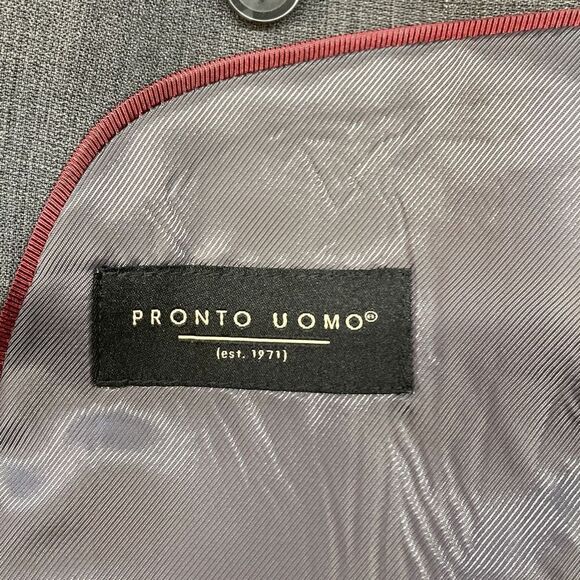 PRONTO UOMO®
(est. 1971)